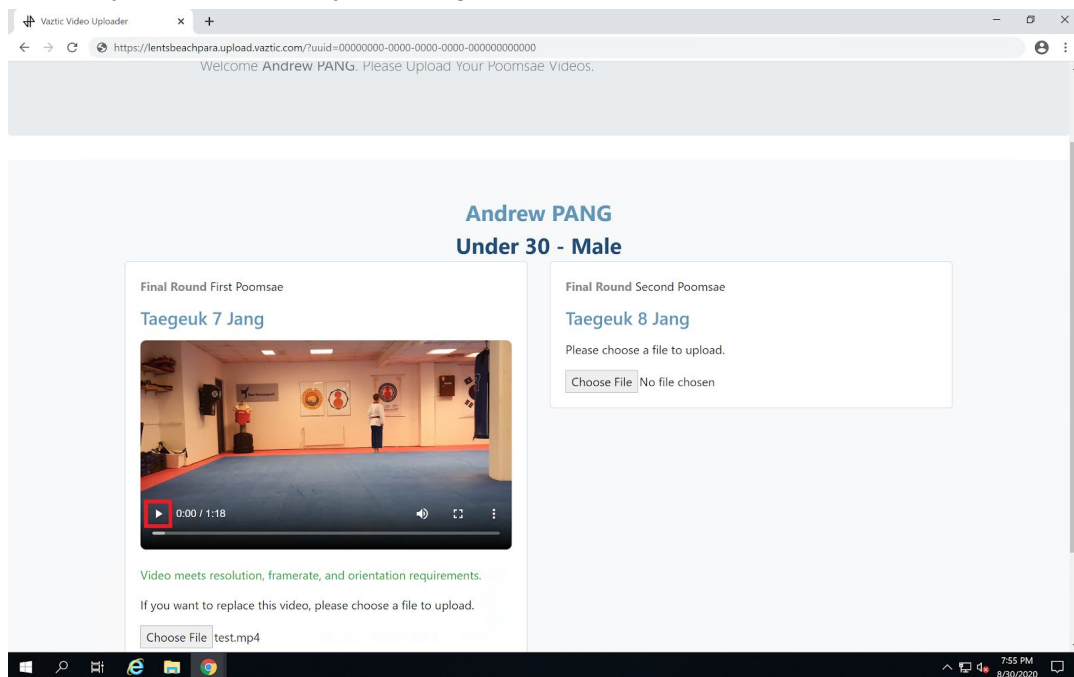 Vaztic Video Uploader
https://lentsbeachpara.upload.vaztic.com/?uuid=00000000-0000-0000-0000-000000000000
Welcome Andrew PANG. Please Upload Your Poomsae Videos.
Andrew PANG
Under 30 - Male
Final Round First Poomsae
Taegeuk 7 Jang
0:00 / 1:18
Video meets resolution, framerate, and orientation requirements.
If you want to replace this video, please choose a file to upload.
Choose File test.mp4
Final Round Second Poomsae
Taegeuk 8 Jang
Please choose a file to upload.
Choose File No file chosen
7:55 PM
8/30/2020